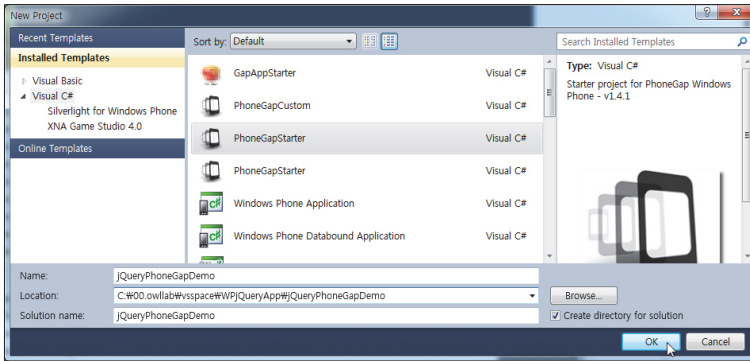 New Project
Recent Templates
Installed Templates
Visual Basic
Visual C#
Silverlight for Windows Phone
XNA Game Studio 4.0
Online Templates
Sort by: Default
Search Installed Templates
GapAppStarter Visual C#
PhoneGapCustom Visual C#
PhoneGapStarter Visual C#
PhoneGapStarter Visual C#
Windows Phone Application Visual C#
Windows Phone Databound Application Visual C#
Type: Visual C#
Starter project for PhoneGap Windows
Phone - v1.4.1
Name: jQueryPhoneGapDemo
Location: C:₩00.owllab₩vsspace₩WPjQueryApp₩jQueryPhoneGapDemo Browse...
Solution name: jQueryPhoneGapDemo Create directory for solution
OK Cancel